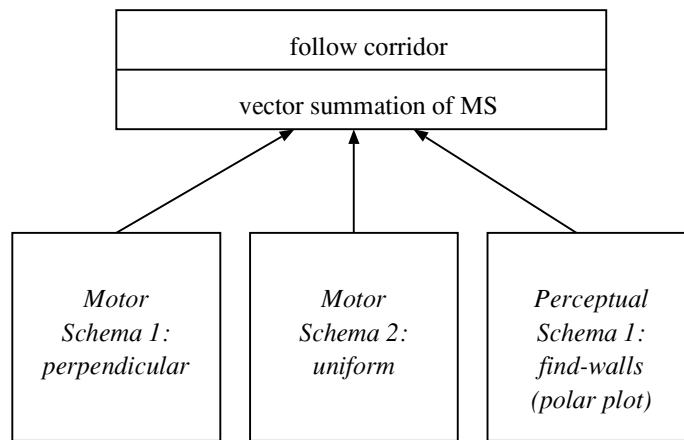 follow corridor
vector summation of MS
Motor
Schema 1:
perpendicular
Motor
Schema 2:
uniform
Perceptual
Schema 1:
find-walls
(polar plot)